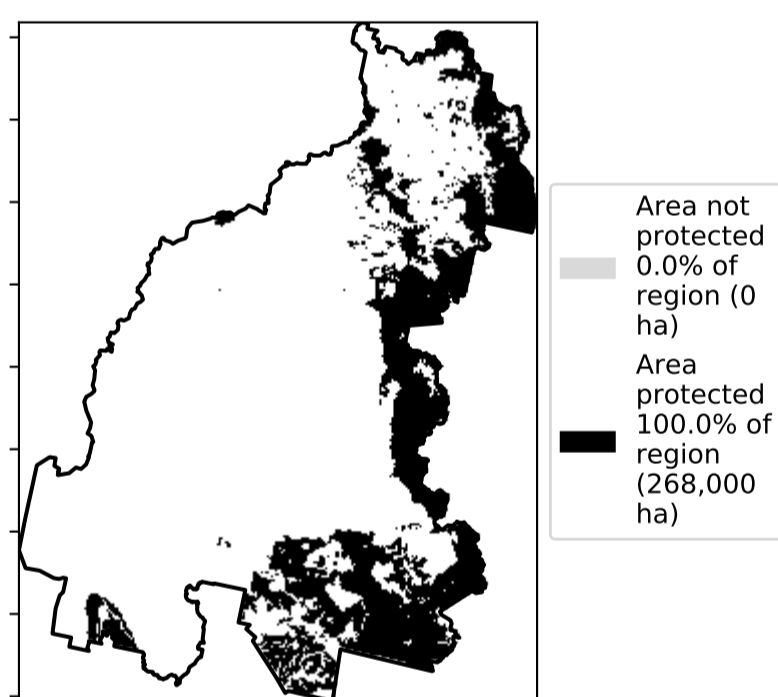 Area not
protected
0.0% of
region (0
ha)
Area
protected
100.0% of
region
(268,000
ha)